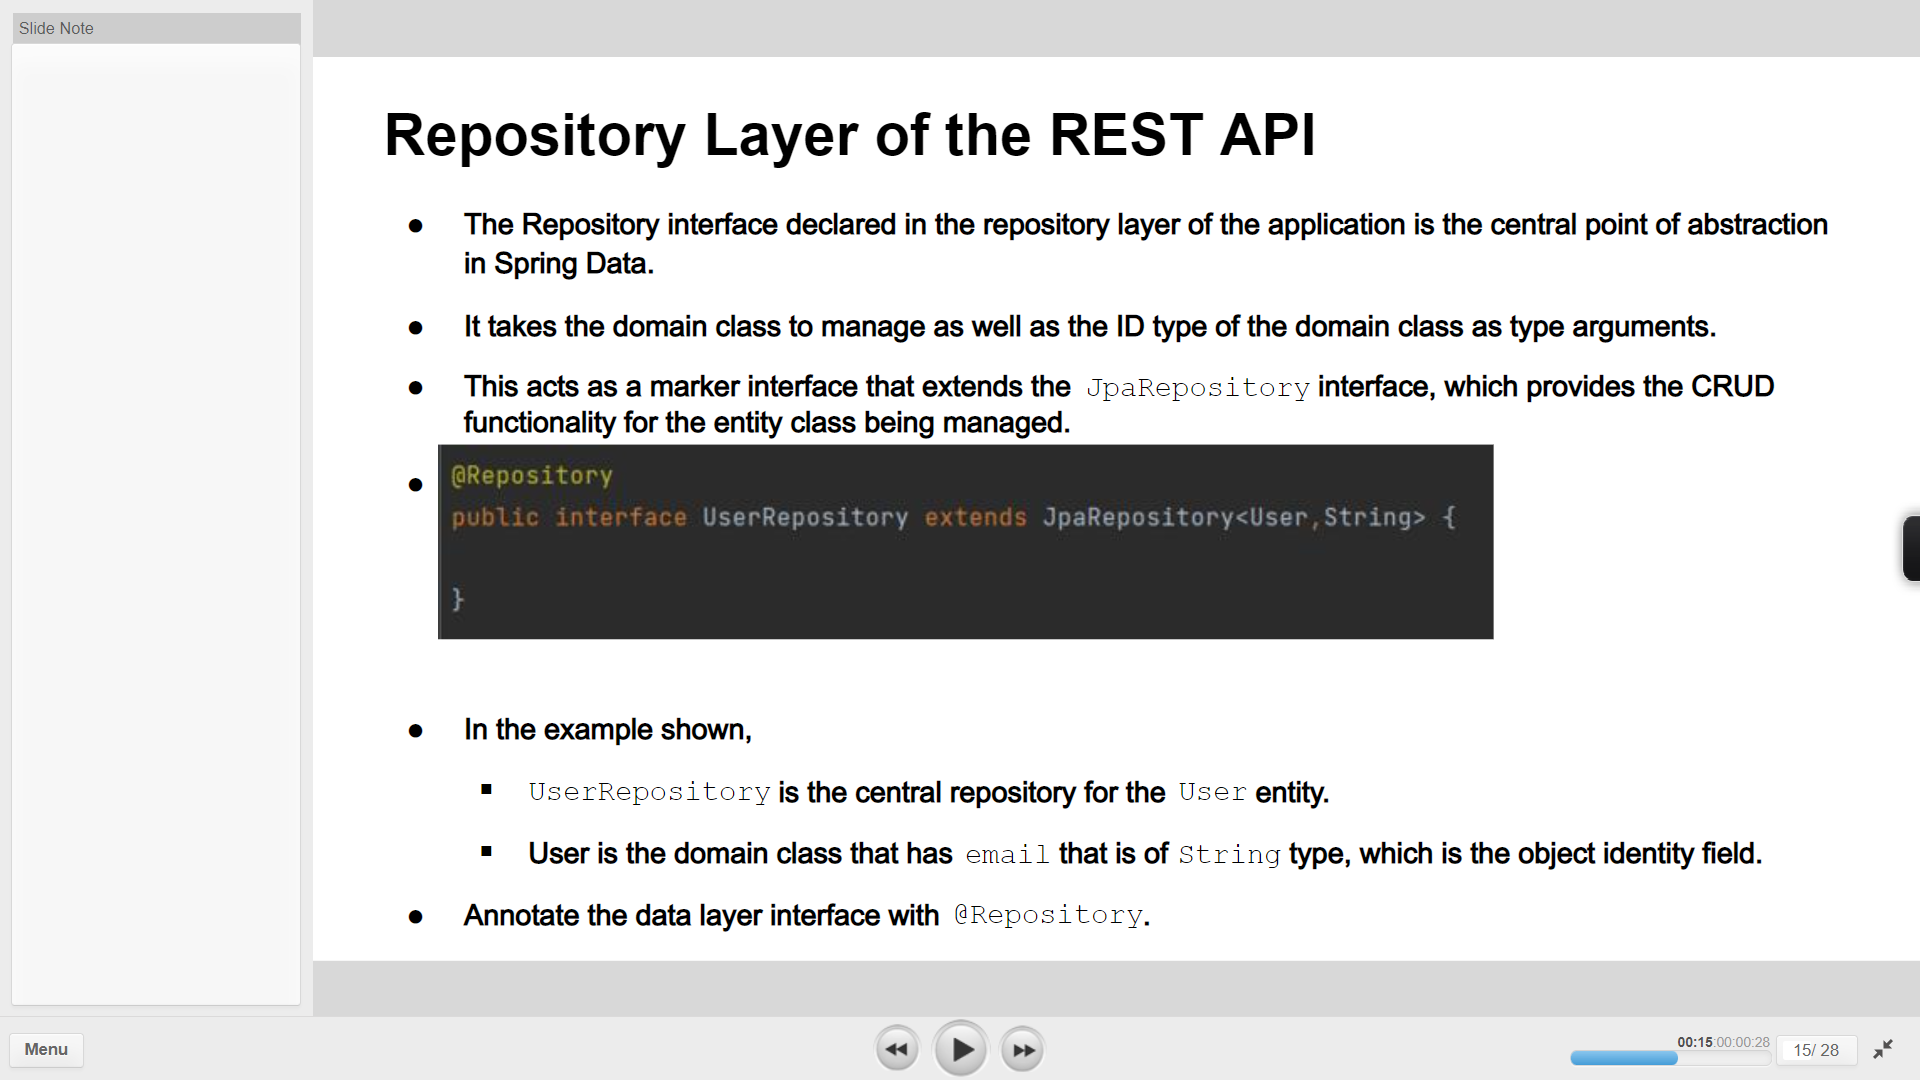 Slide Note
Repository Layer of the REST API
● The Repository interface declared in the repository layer of the application is the central point of abstraction
in Spring Data.
● It takes the domain class to manage as well as the ID type of the domain class as type arguments.
● This acts as a marker interface that extends the JpaRepository interface, which provides the CRUD
functionality for the entity class being managed.
●
@Repository
public interface UserRepository extends JpaRepository<User,String> {
}
● In the example shown,
▪ UserRepository is the central repository for the User entity.
▪ User is the domain class that has email that is of String type, which is the object identity field.
● Annotate the data layer interface with @Repository.
Menu
00:15:00:00:28
15/ 28